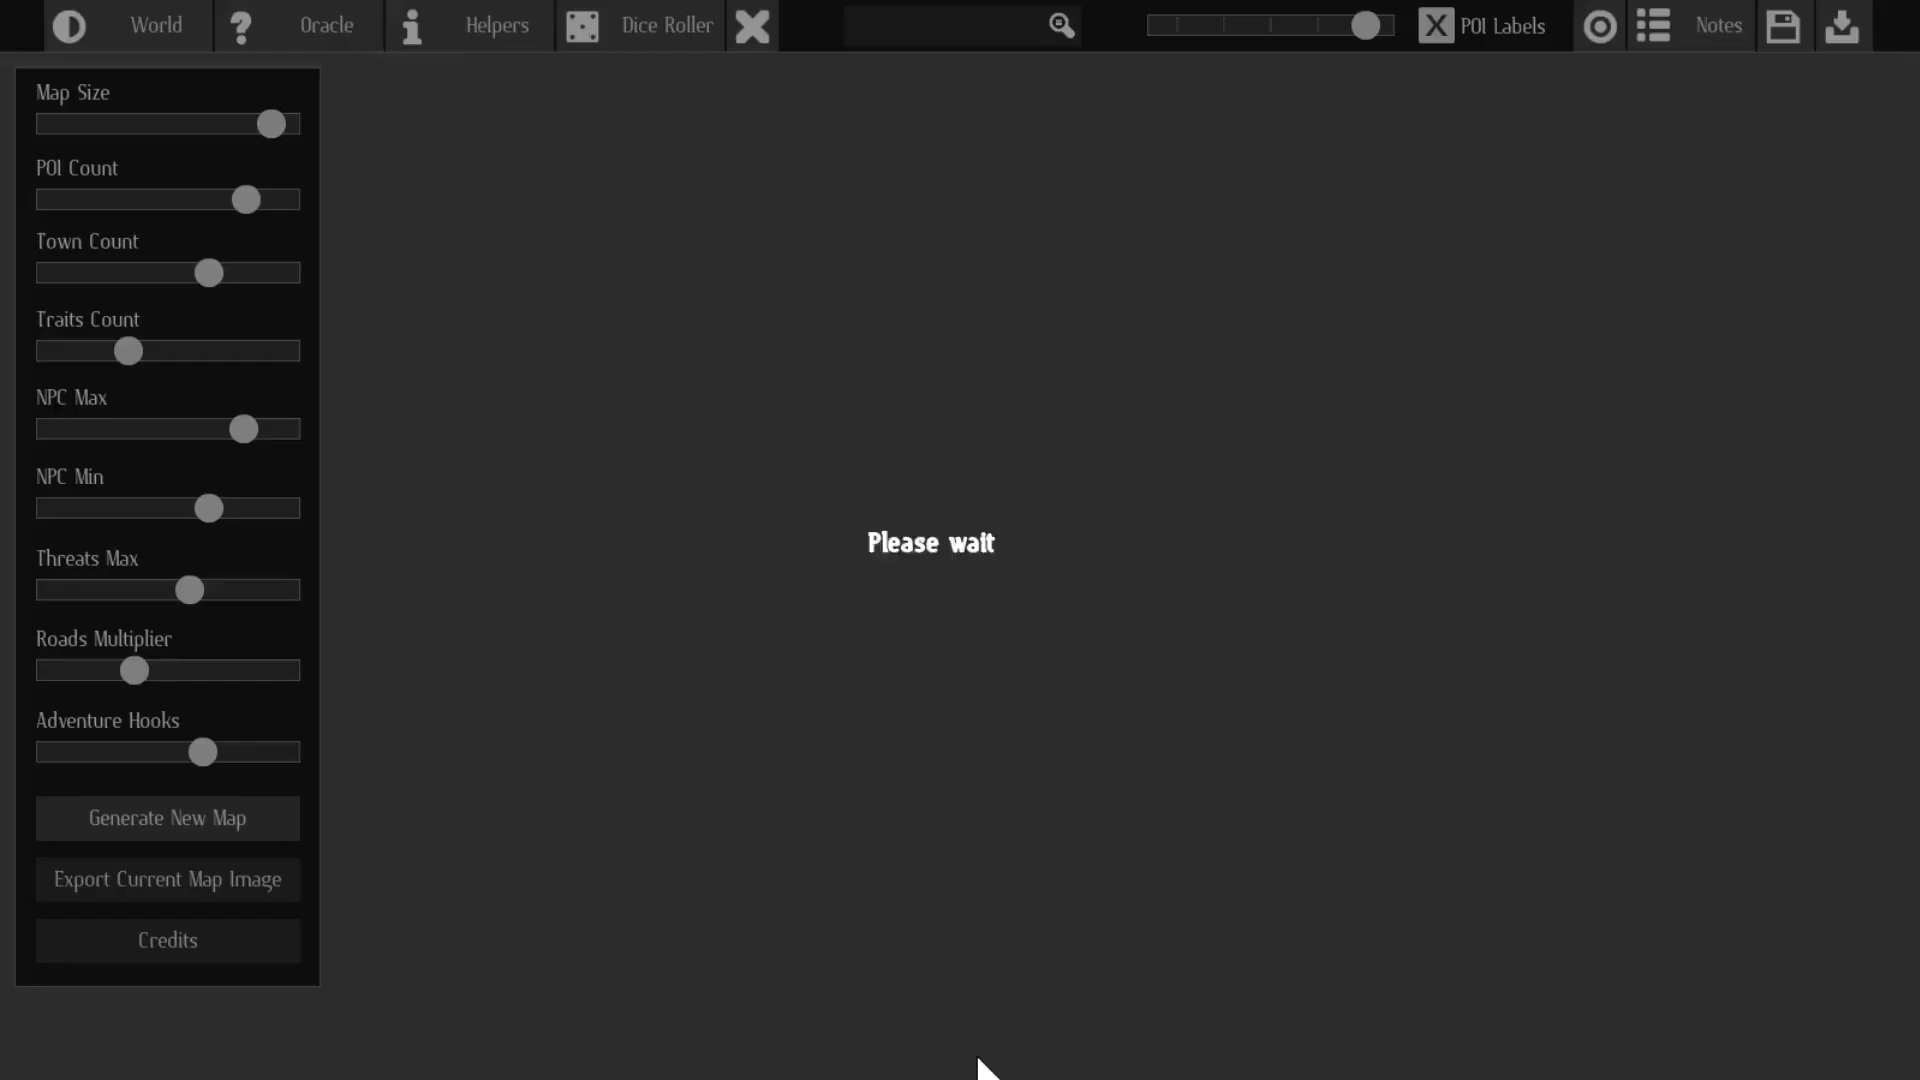 World
Oracle
Helpers
Dice Roller
POI Labels
Notes
Map Size
POI Count
Town Count
Traits Count
NPC Max
NPC Min
Threats Max
Roads Multiplier
Adventure Hooks
Generate New Map
Export Current Map Image
Credits
Please wait